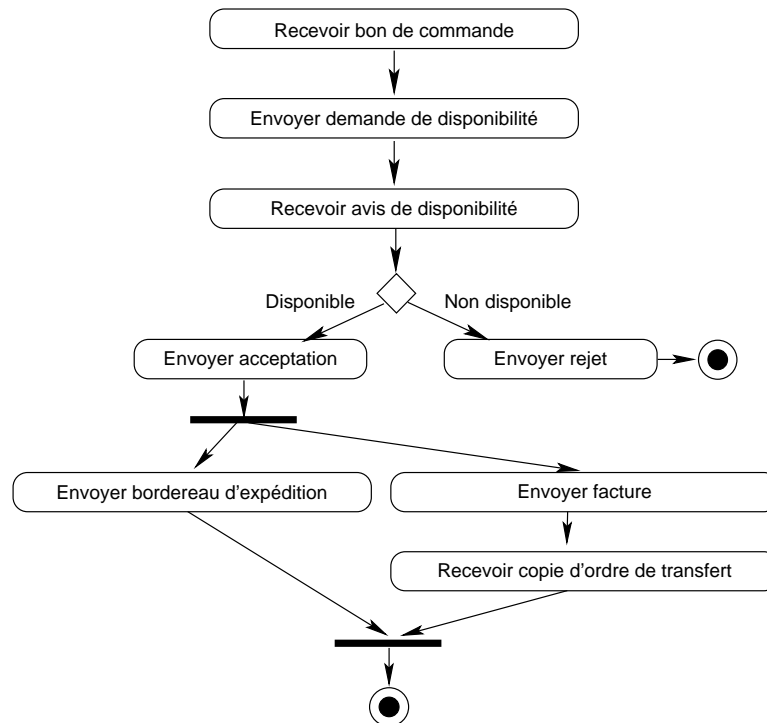 Recevoir bon de commande
Envoyer demande de disponibilité
Recevoir avis de disponibilité
Disponible
Non disponible
Envoyer acceptation
Envoyer rejet
Envoyer bordereau d'expédition
Envoyer facture
Recevoir copie d'ordre de transfert